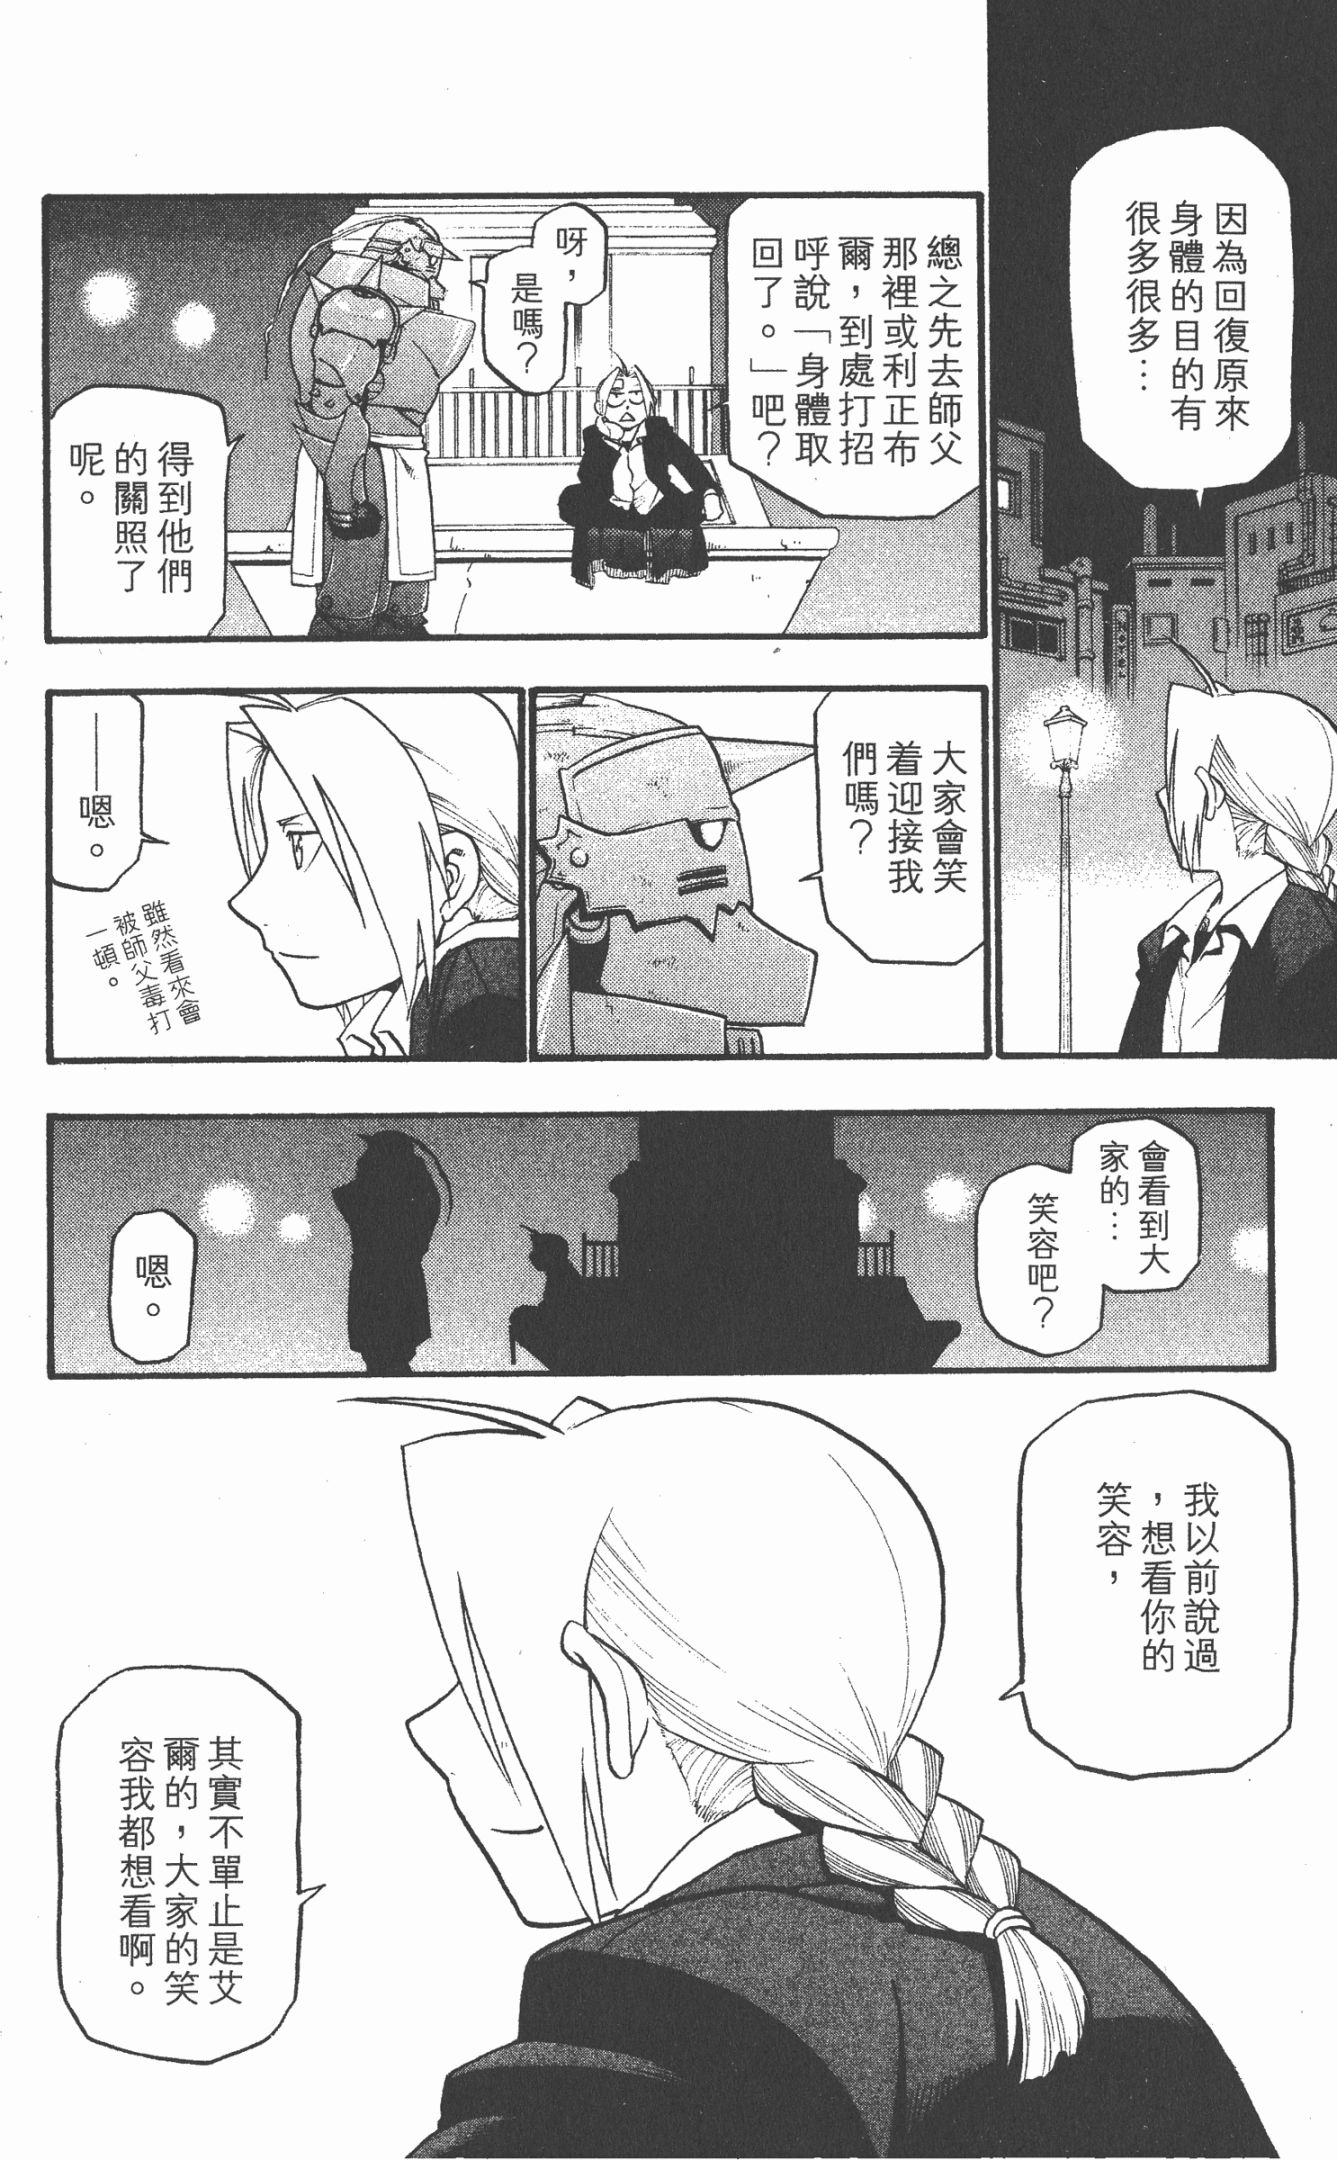 因為回復原來
身體的目的有
很多很多…
HOTEL
總之先去師父
那裡或利正布
爾，到處打招
呼說「身體取
回了。」吧？
呀，
是嗎？
得到他們
的關照了
呢。
大家會笑
着迎接我
們嗎？
——嗯。
雖然看來會
被師父毒打
一頓。
會看到大
家的…
笑容吧？
嗯。
我以前說過
，想看你的
笑容，
其實不單止是艾
爾的，大家的笑
容我都想看啊。